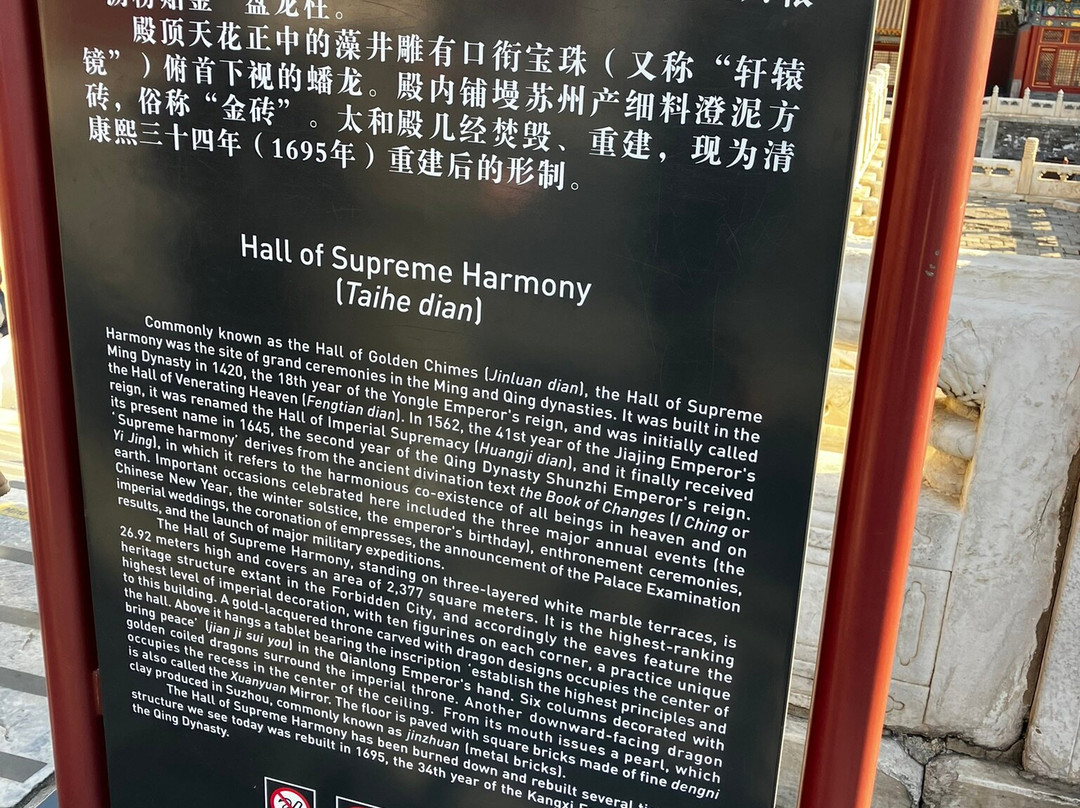 盘龙柱。
殿顶天花正中的藻井雕有口衔宝珠（又称“轩辕
镜”）俯首下视的蟠龙。殿内铺墁苏州产细料澄泥方
砖，俗称“金砖”。太和殿几经焚毁、重建，现为清
康熙三十四年（1695年）重建后的形制。
Hall of Supreme Harmony
(Taihe dian)
Commonly known as the Hall of Golden Chimes (Jinluan dian), the Hall of Supreme
Harmony was the site of grand ceremonies in the Ming and Qing dynasties. It was built in the
Ming Dynasty in 1420, the 18th year of the Yongle Emperor's reign, and was initially called
the Hall of Venerating Heaven (Fengtian dian). In 1562, the 41st year of the Jiajing Emperor's
reign, it was renamed the Hall of Imperial Supremacy (Huangji dian), and it finally received
its present name in 1645, the second year of the Qing Dynasty Shunzhi Emperor's reign.
‘Supreme harmony’ derives from the ancient divination text the Book of Changes (I Ching or
Yi Jing), in which it refers to the harmonious co-existence of all beings in heaven and on
earth. Important occasions celebrated here included the three major annual events (the
Chinese New Year, the winter solstice, the emperor's birthday), enthronement ceremonies,
imperial weddings, the coronation of empresses, the announcement of the Palace Examination
results, and the launch of major military expeditions.
The Hall of Supreme Harmony, standing on three-layered white marble terraces, is
26.92 meters high and covers an area of 2,377 square meters. It is the highest-ranking
heritage structure extant in the Forbidden City, and accordingly the eaves feature the
highest level of imperial decoration, with ten figurines on each corner, a practice unique
to this building. A gold-lacquered throne carved with dragon designs occupies the center of
the hall. Above it hangs a tablet bearing the inscription ‘establish the highest principles and
bring peace’ (jian ji sui you) in the Qianlong Emperor's hand. Six columns decorated with
golden coiled dragons surround the imperial throne. Another downward-facing dragon
occupies the recess in the center of the ceiling. From its mouth issues a pearl, which
is also called the Xuanyuan Mirror. The floor is paved with square bricks made of fine dengni
clay produced in Suzhou, commonly known as jinzhuan (metal bricks).
The Hall of Supreme Harmony has been burned down and rebuilt several
structure we see today was rebuilt in 1695, the 34th year of the Kangxi
the Qing Dynasty.